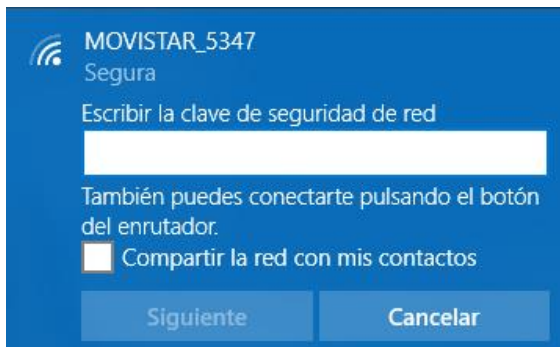 MOVISTAR_5347
Segura
Escribir la clave de seguridad de red
También puedes conectarte pulsando el botón
del enrutador.
Compartir la red con mis contactos
Siguiente Cancelar